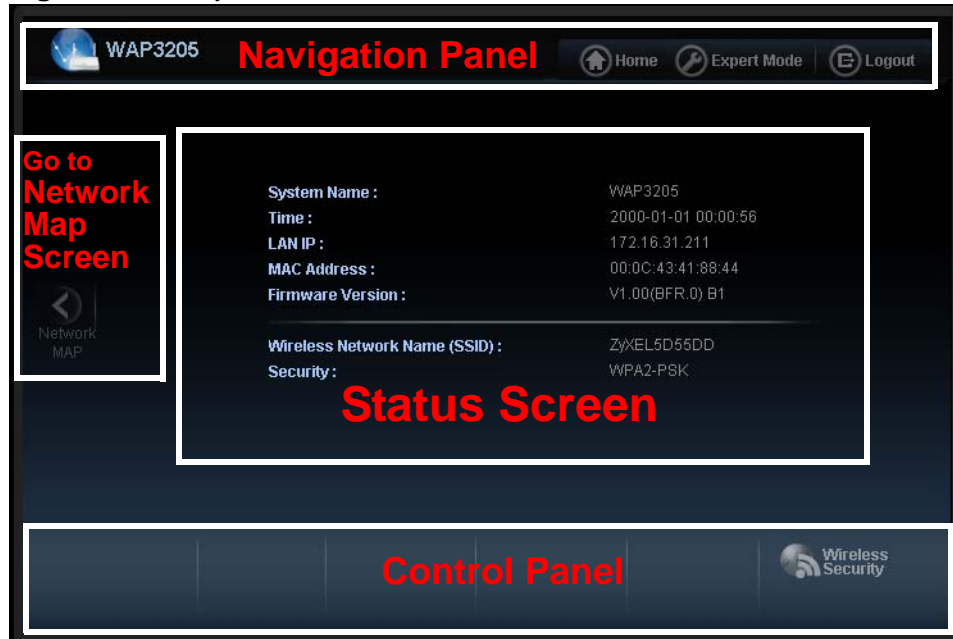 WAP3205
Navigation Panel
Home
Expert Mode
Logout
Go to
Network
Map
Screen
Network
MAP
System Name :
WAP3205
Time :
2000-01-01 00:00:56
LAN IP :
172.16.31.211
MAC Address :
00:0C:43:41:88:44
Firmware Version :
V1.00(BFR.0) B1
Wireless Network Name (SSID) :
ZyXEL5D55DD
Security :
WPA2-PSK
Status Screen
Control Panel
Wireless
Security